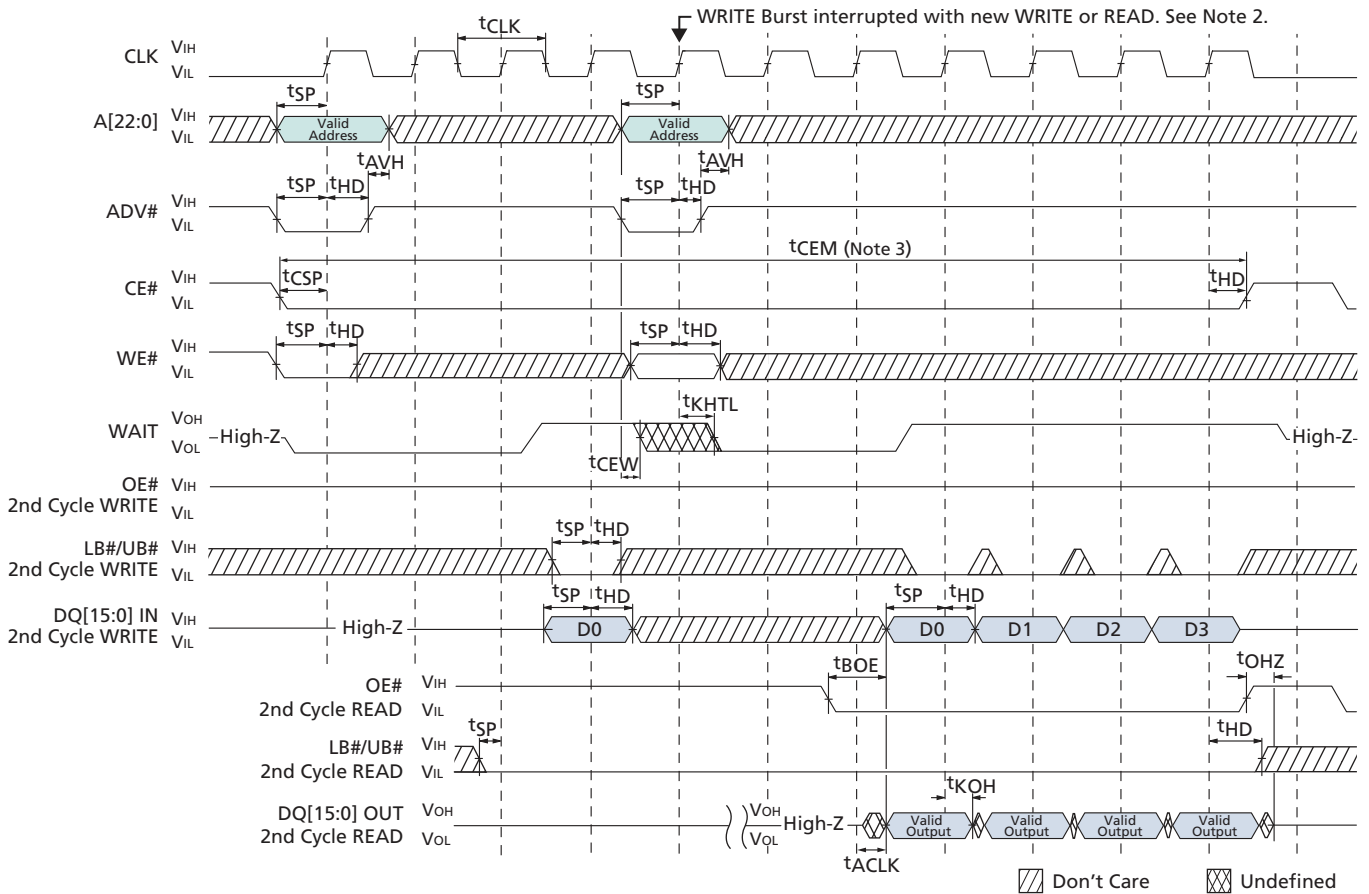 WRITE Burst interrupted with new WRITE or READ. See Note 2.
tCLK
CLK VIH
VIL
tSP tSP
A[22:0] VIH
VIL
Valid Address Valid Address
tAVH tAVH
tSP tHD tSP tHD
ADV# VIH
VIL
tCEM (Note 3)
CE# VIH
VIL
tCSP tHD
tSP tHD tSP tHD
WE# VIH
VIL
tKHTL
WAIT VOH
VOL
High-Z High-Z
tCEW
OE# VIH
2nd Cycle WRITE VIL
tSP tHD
LB#/UB# VIH
2nd Cycle WRITE VIL
tSP tHD tSP tHD
DQ[15:0] IN VIH
2nd Cycle WRITE VIL
High-Z D0 D0 D1 D2 D3
tBOE tOHZ
OE# VIH
2nd Cycle READ VIL
tSP tHD
LB#/UB# VIH
2nd Cycle READ VIL
tKOH
DQ[15:0] OUT VOH
2nd Cycle READ VOL
VOH
VOL
High-Z
Valid Output Valid Output Valid Output Valid Output
tACLK
Don't Care Undefined